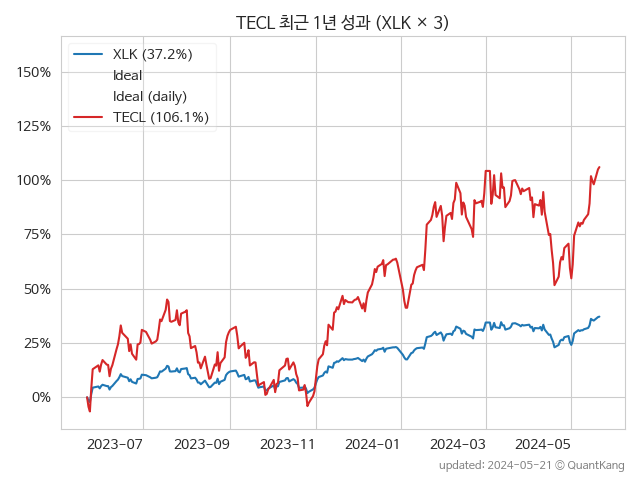 TECL 최근 1년 성과 (XLK × 3)
XLK (37.2%)
Ideal
Ideal (daily)
TECL (106.1%)
150%
125%
100%
75%
50%
25%
0%
2023-07 2023-09 2023-11 2024-01 2024-03 2024-05
updated: 2024-05-21 © QuantKang